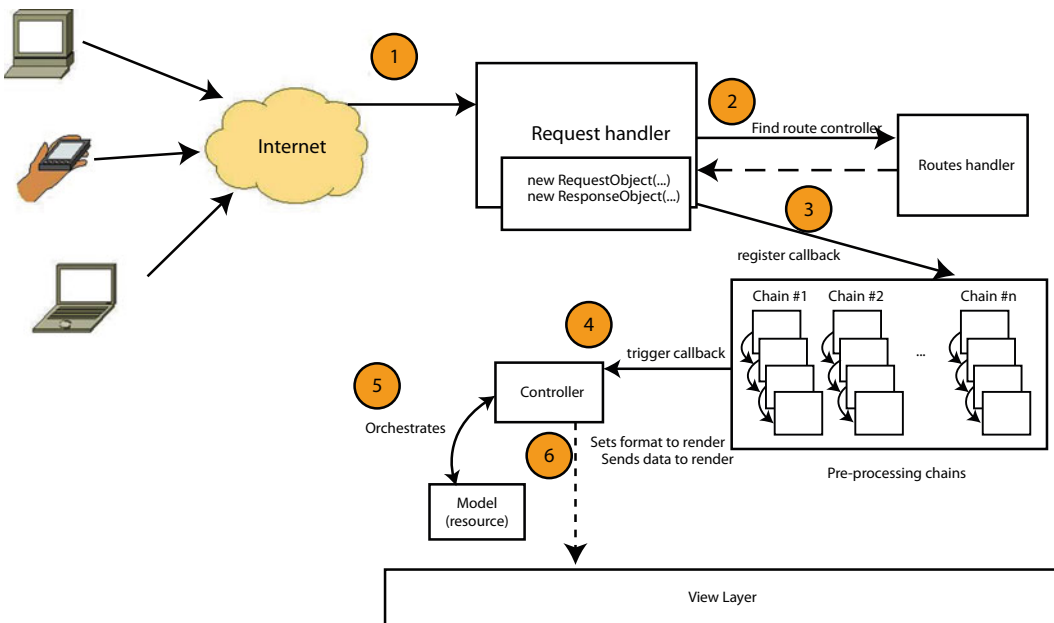 1
Internet
Request handler
new RequestObject(...)
new ResponseObject(...)
2
Find route controller
Routes handler
3
register callback
Chain #1
Chain #2
Chain #n
...
4
trigger callback
Controller
5
Orchestrates
6
Sets format to render
Sends data to render
Pre-processing chains
Model
(resource)
View Layer